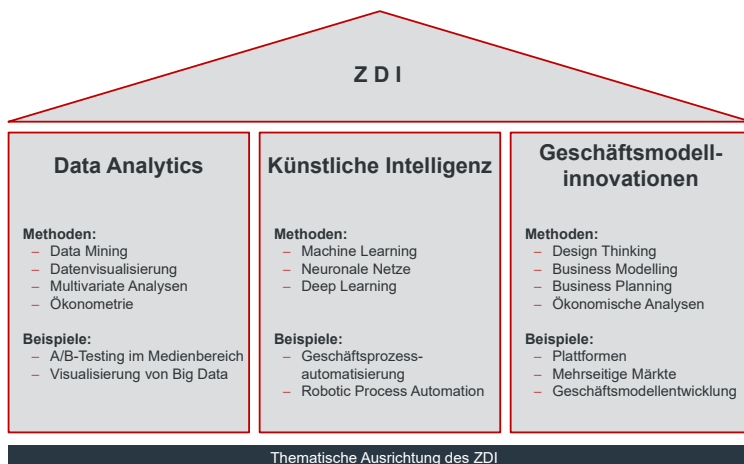 Z D I
Data Analytics
Methoden:
– Data Mining
– Datenvisualisierung
– Multivariate Analysen
– Ökonometrie
Beispiele:
– A/B-Testing im Medienbereich
– Visualisierung von Big Data
Künstliche Intelligenz
Methoden:
– Machine Learning
– Neuronale Netze
– Deep Learning
Beispiele:
– Geschäftsprozess-
automatisierung
– Robotic Process Automation
Geschäftsmodell-
innovationen
Methoden:
– Design Thinking
– Business Modelling
– Business Planning
– Ökonomische Analysen
Beispiele:
– Plattformen
– Mehrseitige Märkte
– Geschäftsmodellentwicklung
Thematische Ausrichtung des ZDI